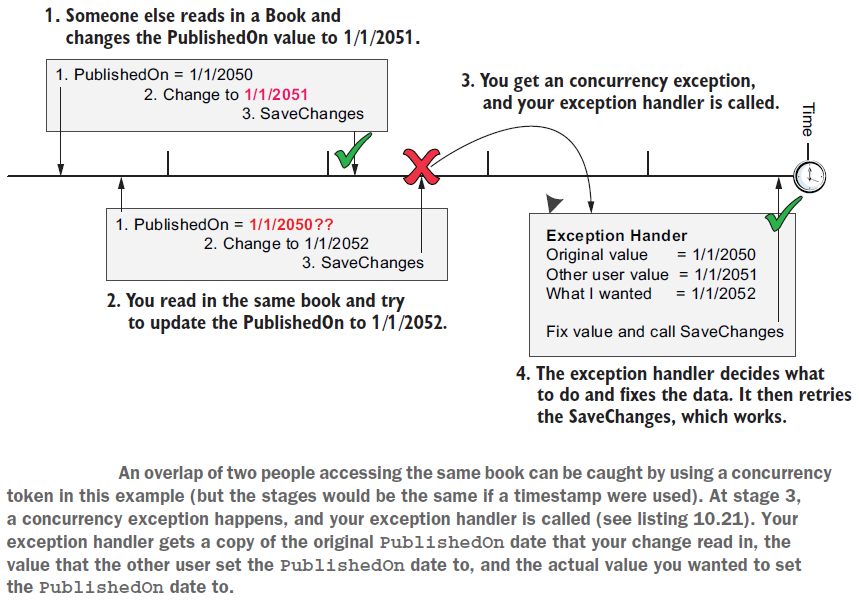 1. Someone else reads in a Book and
changes the PublishedOn value to 1/1/2051.
1. PublishedOn = 1/1/2050
2. Change to 1/1/2051
3. SaveChanges
3. You get an concurrency exception,
and your exception handler is called.
Time
1. PublishedOn = 1/1/2050??
2. Change to 1/1/2052
3. SaveChanges
2. You read in the same book and try
to update the PublishedOn to 1/1/2052.
Exception Hander
Original value = 1/1/2050
Other user value = 1/1/2051
What I wanted = 1/1/2052
Fix value and call SaveChanges
4. The exception handler decides what
to do and fixes the data. It then retries
the SaveChanges, which works.
An overlap of two people accessing the same book can be caught by using a concurrency
token in this example (but the stages would be the same if a timestamp were used). At stage 3,
a concurrency exception happens, and your exception handler is called (see listing 10.21). Your
exception handler gets a copy of the original PublishedOn date that your change read in, the
value that the other user set the PublishedOn date to, and the actual value you wanted to set
the PublishedOn date to.